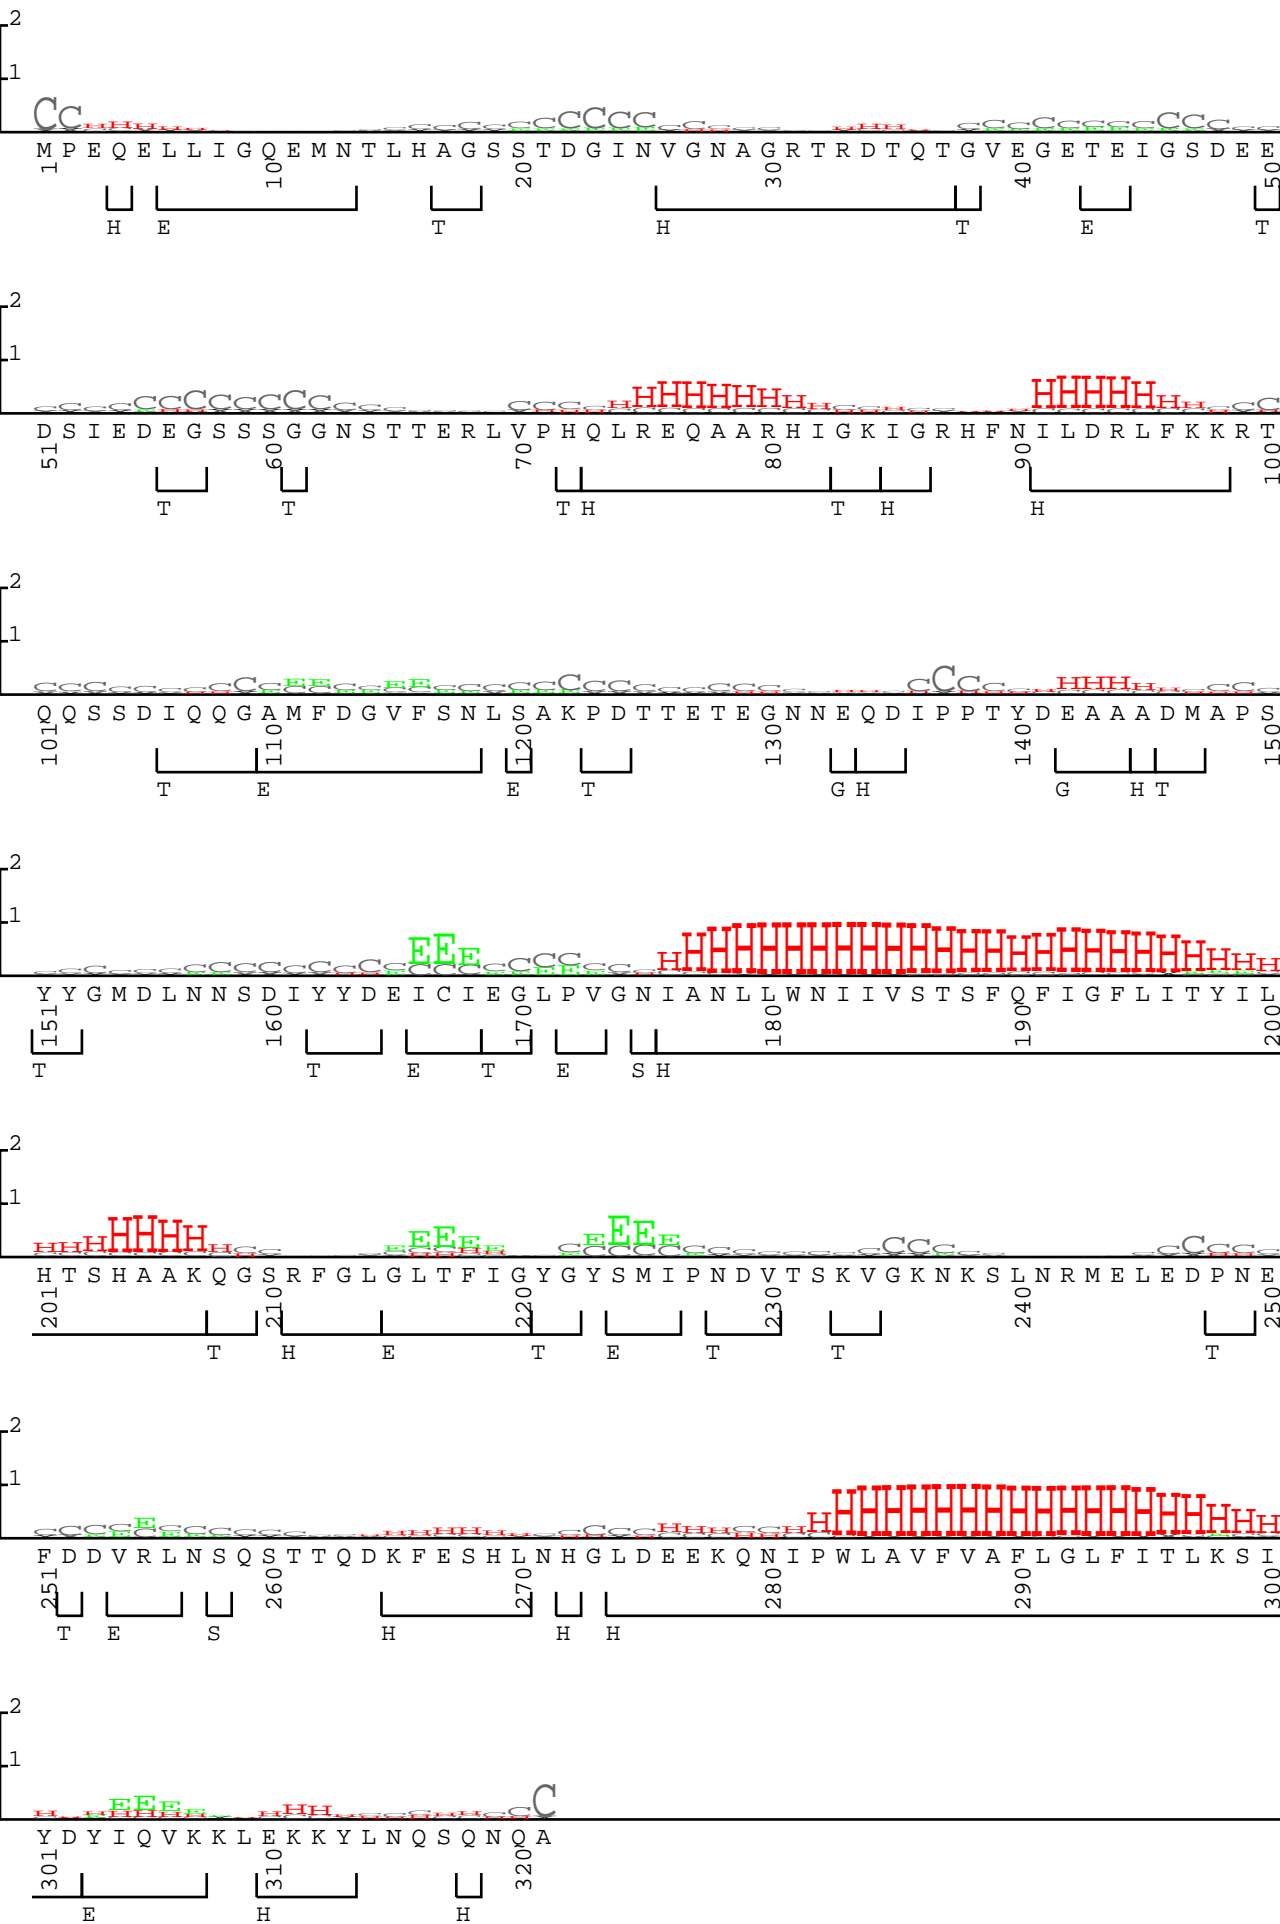 2
1
M P E Q E L L I G Q E M N T L H A G S S T D G I N V G N A G R T R D T Q T G V E G E T E I G S D E E
1 10 20 30 40 50
H E T H T E T
2
1
D S I E D E G S S S G G N S T T E R L V P H Q L R E Q A A R H I G K I G R H F N I L D R L F K K R T
51 60 70 80 90 100
T T T H T H H
2
1
Q Q S S D I Q Q G A M F D G V F S N L S A K P D T T E T E G N N E Q D I P P T Y D E A A A D M A P S
101 110 120 130 140 150
T E E T G H G H T
2
1
Y Y G M D L N N S D I Y Y D E I C I E G L P V G N I A N L L W N I I V S T S F Q F I G F L I T Y I L
151 160 170 180 190 200
T T E T E S H
2
1
H T S H A A K Q G S R F G L G L T F I G Y G Y S M I P N D V T S K V G K N K S L N R M E L E D P N E
201 210 220 230 240 250
T H E T E T T T
2
1
F D D V R L N S Q S T T Q D K F E S H L N H G L D E E K Q N I P W L A V F V A F L G L F I T L K S I
251 260 270 280 290 300
T E S H H H
2
1
Y D Y I Q V K K L E K K Y L N Q S Q N Q A
301 310 320
E H H